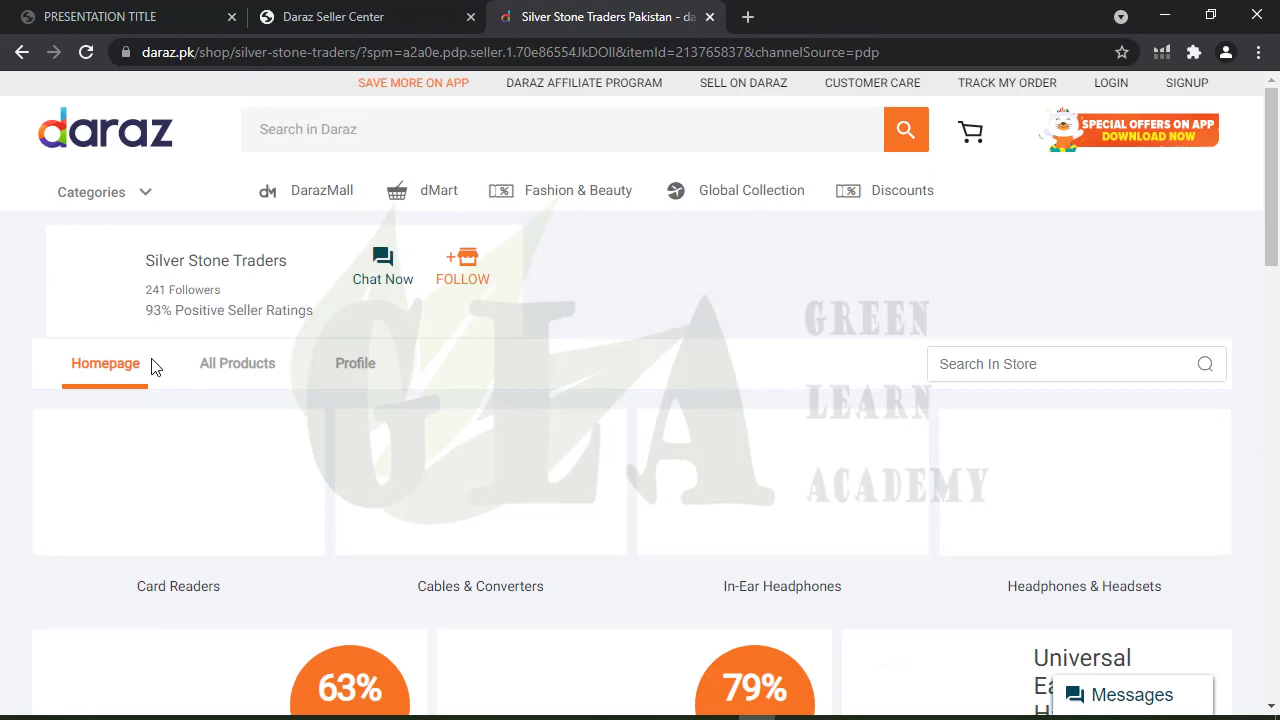 PRESENTATION TITLE
Daraz Seller Center
Silver Stone Traders Pakistan - da
daraz.pk/shop/silver-stone-traders/?spm=a2a0e.pdp.seller.1.70e86554JkDOlI&itemId=213765837&channelSource=pdp
SAVE MORE ON APP
DARAZ AFFILIATE PROGRAM
SELL ON DARAZ
CUSTOMER CARE
TRACK MY ORDER
LOGIN
SIGNUP
daraz
Search in Daraz
SPECIAL OFFERS ON APP
DOWNLOAD NOW
Categories
DarazMall
dMart
Fashion & Beauty
Global Collection
Discounts
Silver Stone Traders
241 Followers
93% Positive Seller Ratings
Chat Now
+
FOLLOW
GLA
GREEN
LEARN
ACADEMY
Homepage
All Products
Profile
Search In Store
Card Readers
Cables & Converters
In-Ear Headphones
Headphones & Headsets
63%
79%
Universal
Messages